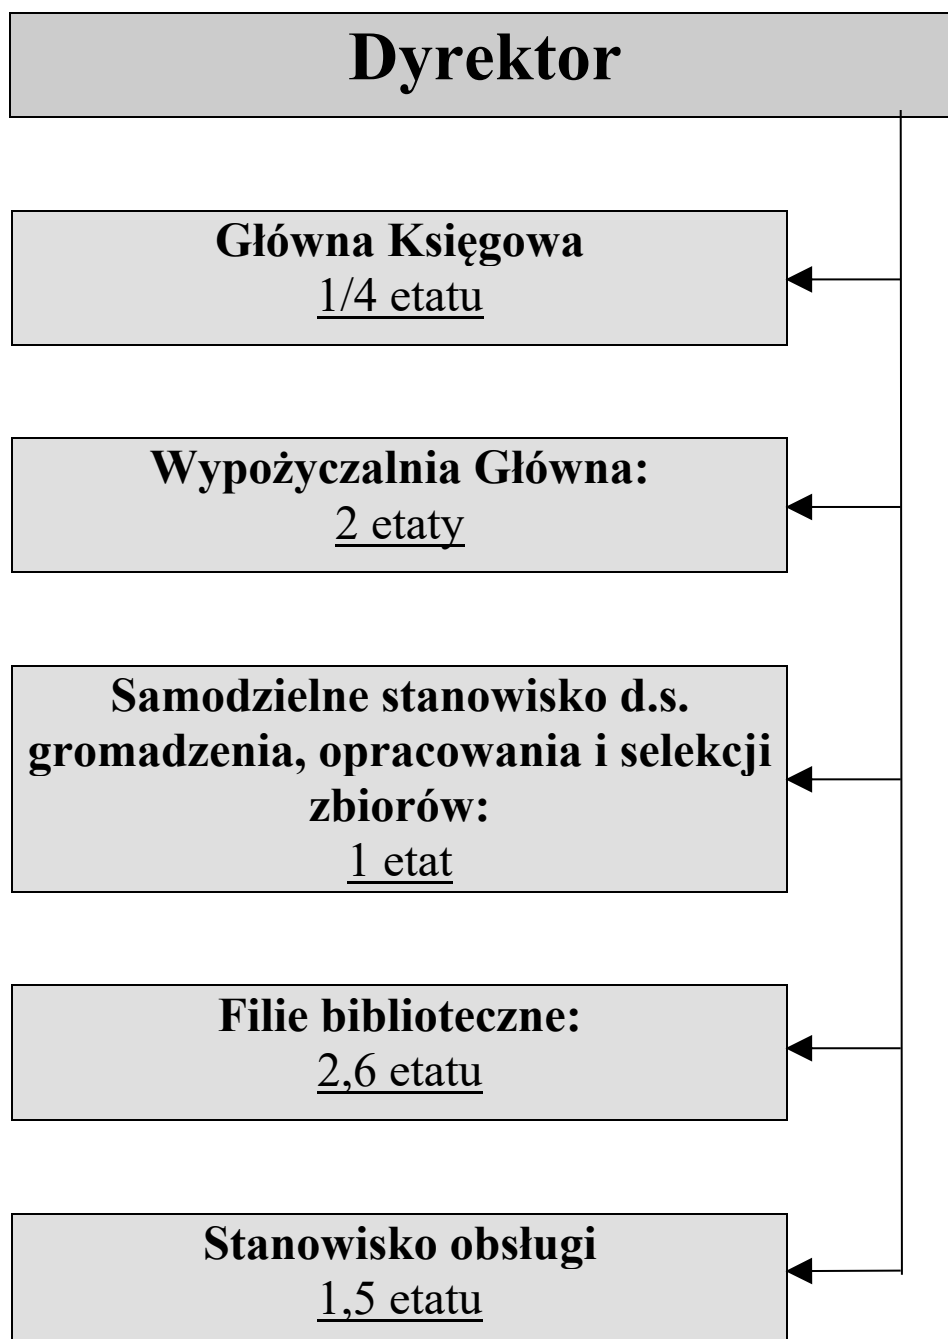 Dyrektor
Główna Księgowa
1/4 etatu
Wypożyczalnia Główna:
2 etaty
Samodzielne stanowisko d.s.
gromadzenia, opracowania i selekcji
zbiorów:
1 etat
Filie biblioteczne:
2,6 etatu
Stanowisko obsługi
1,5 etatu